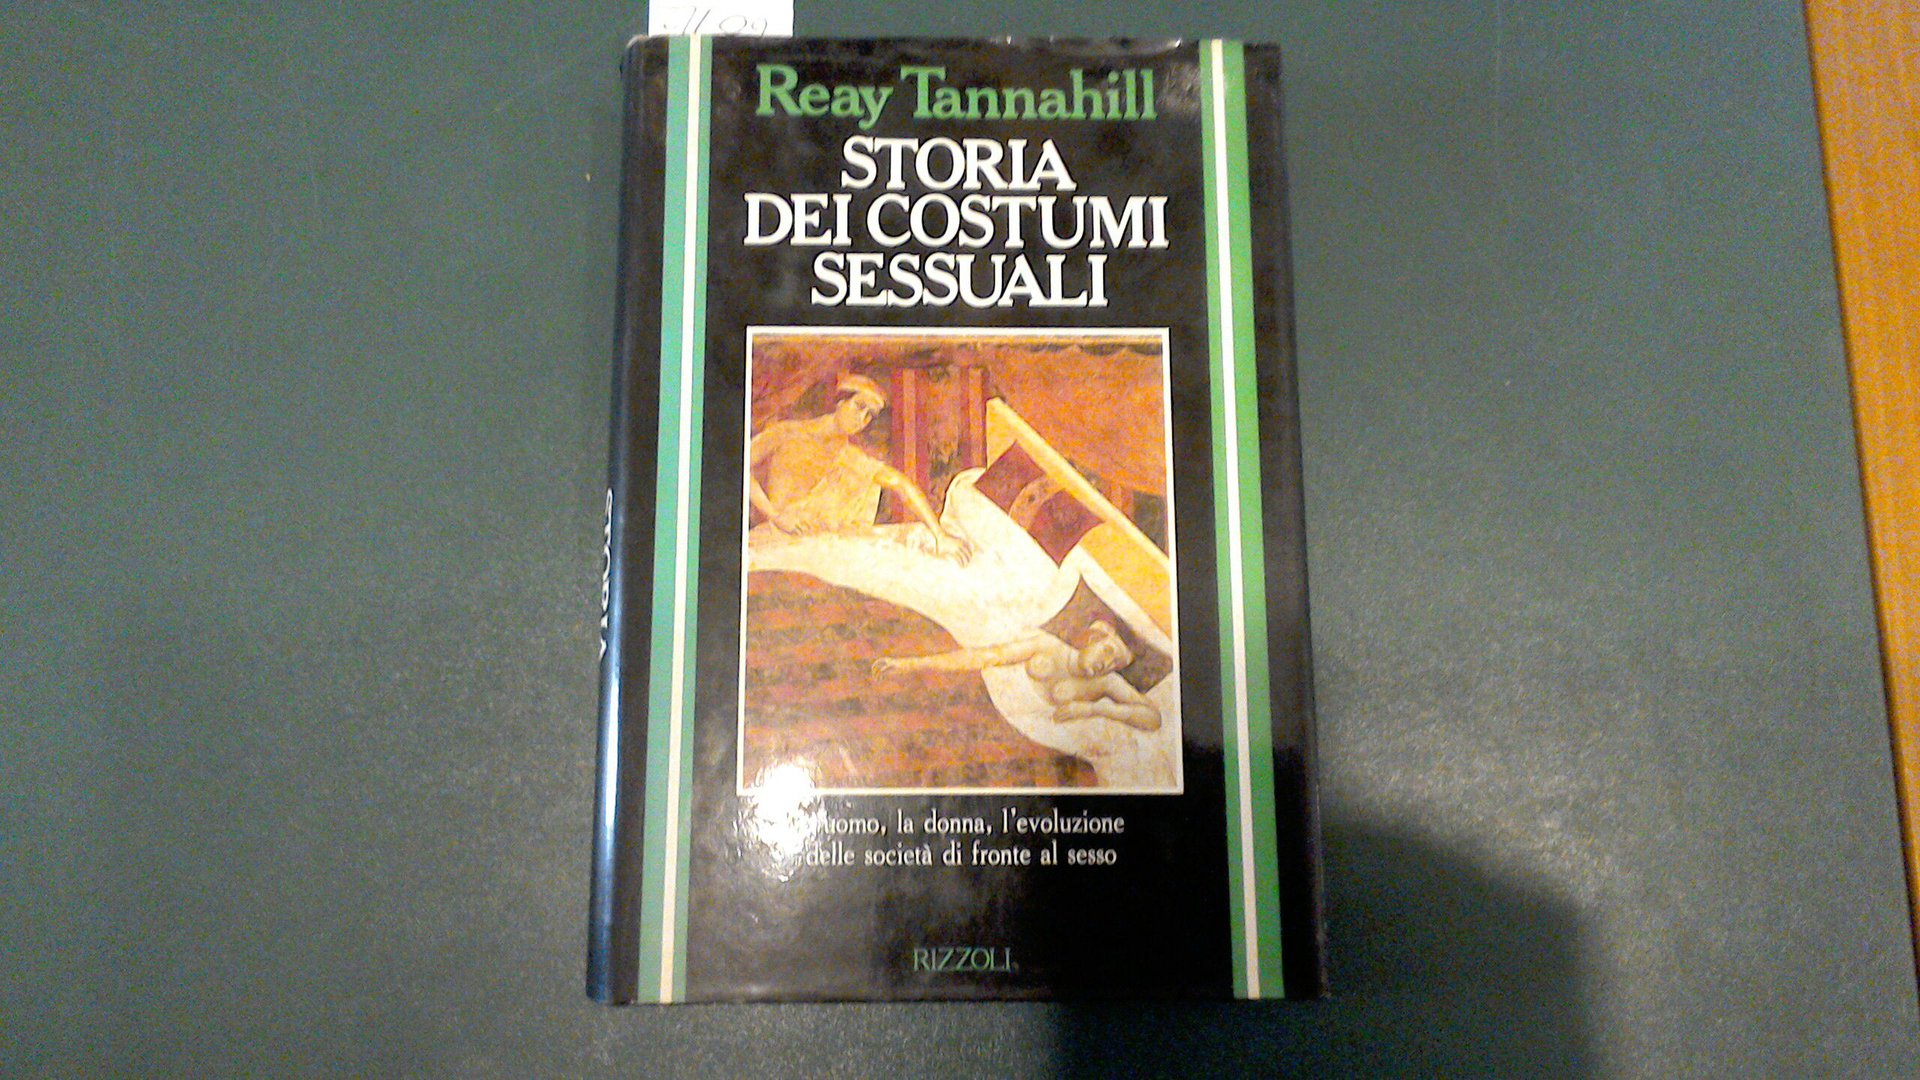 Reay Tannahill
STORIA
DEI COSTUMI
SESSUALI
uomo, la donna, l'evoluzione
delle società di fronte al sesso
RIZZOLI
STORIA